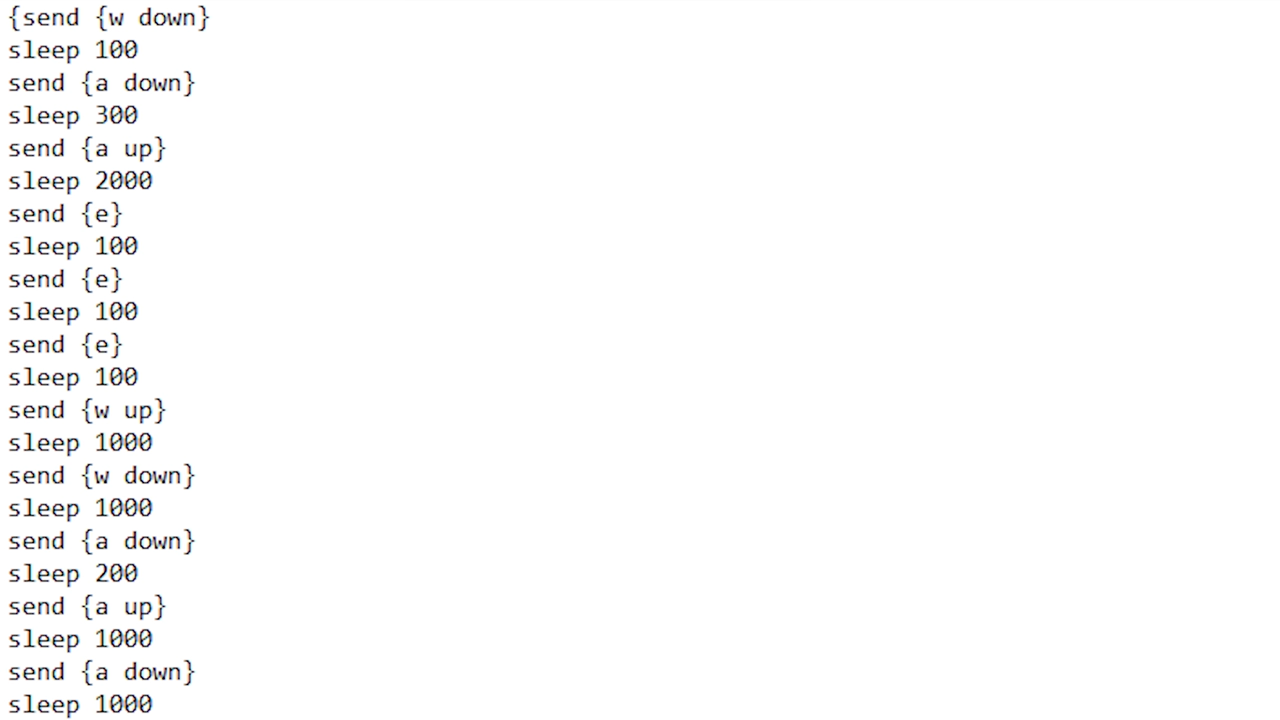 {send {w down}
sleep 100
send {a down}
sleep 300
send {a up}
sleep 2000
send {e}
sleep 100
send {e}
sleep 100
send {e}
sleep 100
send {w up}
sleep 1000
send {w down}
sleep 1000
send {a down}
sleep 200
send {a up}
sleep 1000
send {a down}
sleep 1000